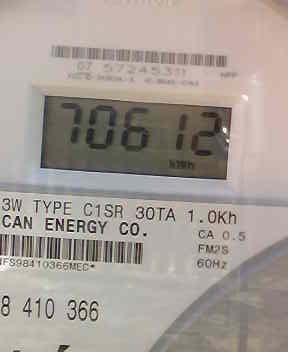 07 57245311
70612
kWh
3W TYPE C1SR 30TA 1.0Kh
CAN ENERGY CO.
CA 0.5
FM2S
60Hz
IFS98410366MEC*
8 410 366